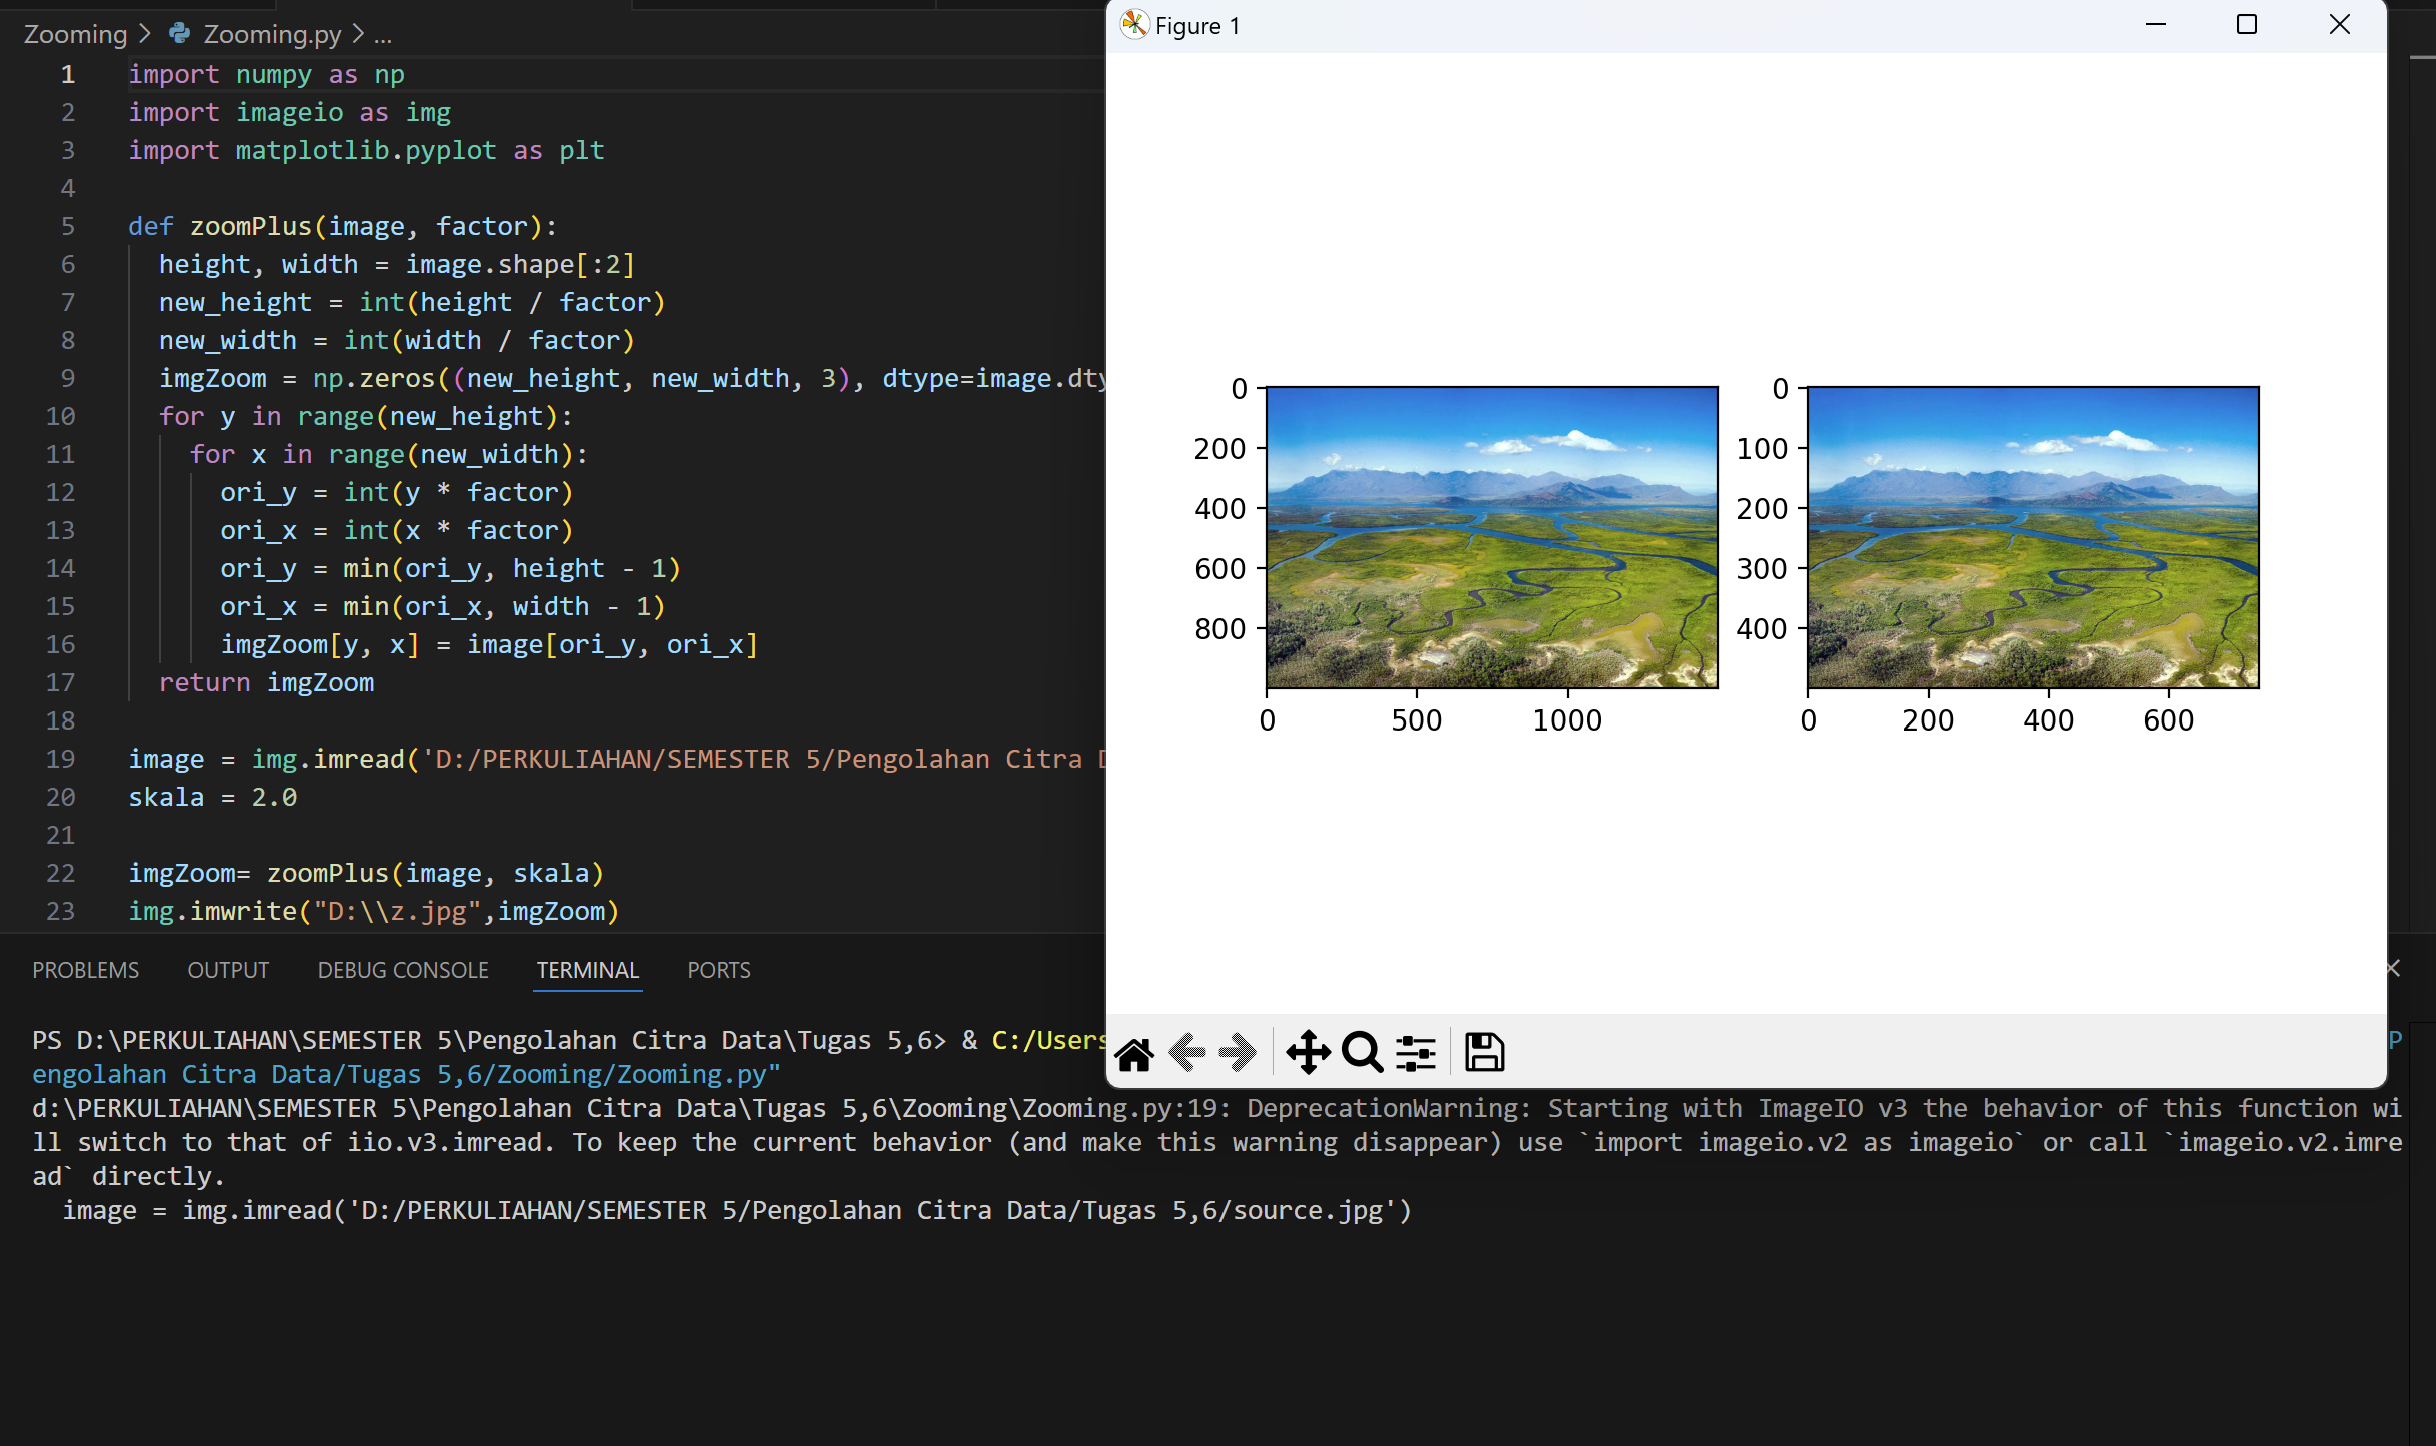 Zooming > Zooming.py > ...
1 import numpy as np
2 import imageio as img
3 import matplotlib.pyplot as plt
4
5 def zoomPlus(image, factor):
6 height, width = image.shape[:2]
7 new_height = int(height / factor)
8 new_width = int(width / factor)
9 imgZoom = np.zeros((new_height, new_width, 3), dtype=image.dty
10 for y in range(new_height):
11 for x in range(new_width):
12 ori_y = int(y * factor)
13 ori_x = int(x * factor)
14 ori_y = min(ori_y, height - 1)
15 ori_x = min(ori_x, width - 1)
16 imgZoom[y, x] = image[ori_y, ori_x]
17 return imgZoom
18
19 image = img.imread('D:/PERKULIAHAN/SEMESTER 5/Pengolahan Citra D
20 skala = 2.0
21
22 imgZoom= zoomPlus(image, skala)
23 img.imwrite("D:\\z.jpg",imgZoom)
Figure 1
0
200
400
600
800
0 500 1000
0
100
200
300
400
0 200 400 600
PROBLEMS OUTPUT DEBUG CONSOLE TERMINAL PORTS
PS D:\PERKULIAHAN\SEMESTER 5\Pengolahan Citra Data\Tugas 5,6> & C:/Users P
engolahan Citra Data/Tugas 5,6/Zooming/Zooming.py"
d:\PERKULIAHAN\SEMESTER 5\Pengolahan Citra Data\Tugas 5,6\Zooming\Zooming.py:19: DeprecationWarning: Starting with ImageIO v3 the behavior of this function wi
ll switch to that of iio.v3.imread. To keep the current behavior (and make this warning disappear) use `import imageio.v2 as imageio` or call `imageio.v2.imre
ad` directly.
image = img.imread('D:/PERKULIAHAN/SEMESTER 5/Pengolahan Citra Data/Tugas 5,6/source.jpg')